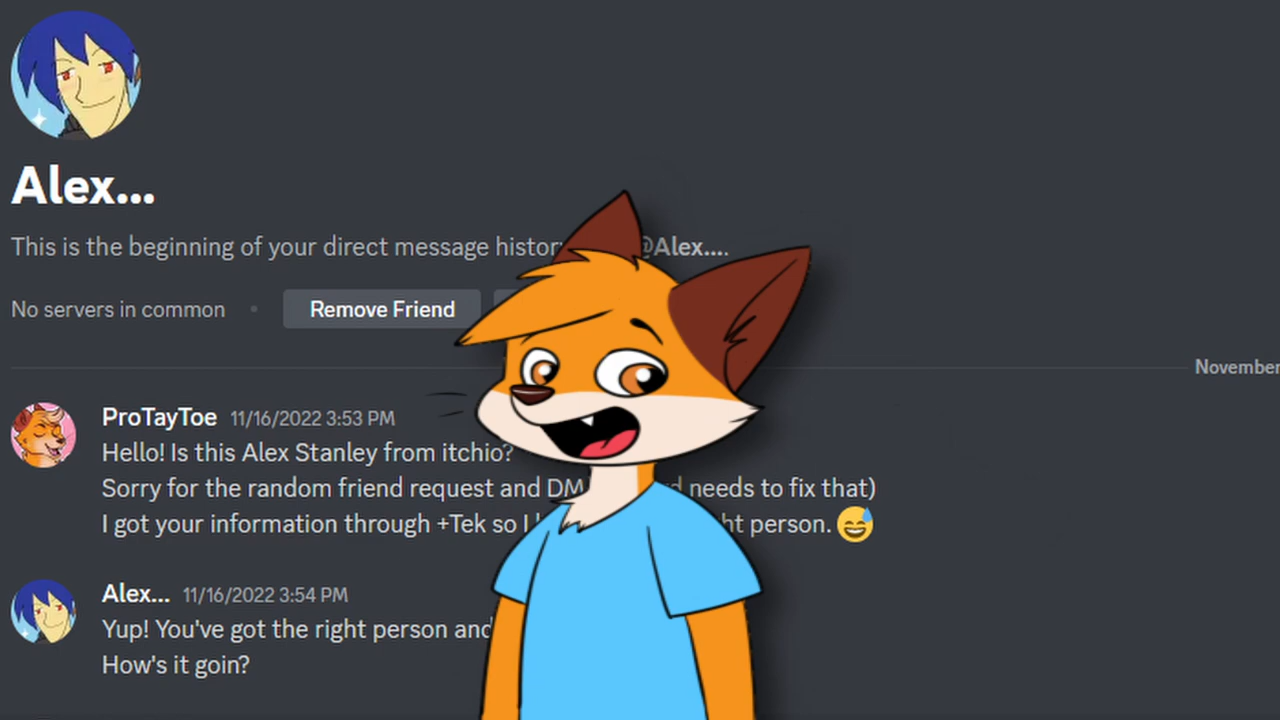 Alex...
This is the beginning of your direct message history @Alex....
No servers in common
Remove Friend
November
ProTayToe 11/16/2022 3:53 PM
Hello! Is this Alex Stanley from itchio?
Sorry for the random friend request and DM needs to fix that)
I got your information through +Tek so I person. 😅
Alex... 11/16/2022 3:54 PM
Yup! You've got the right person and
How's it goin?